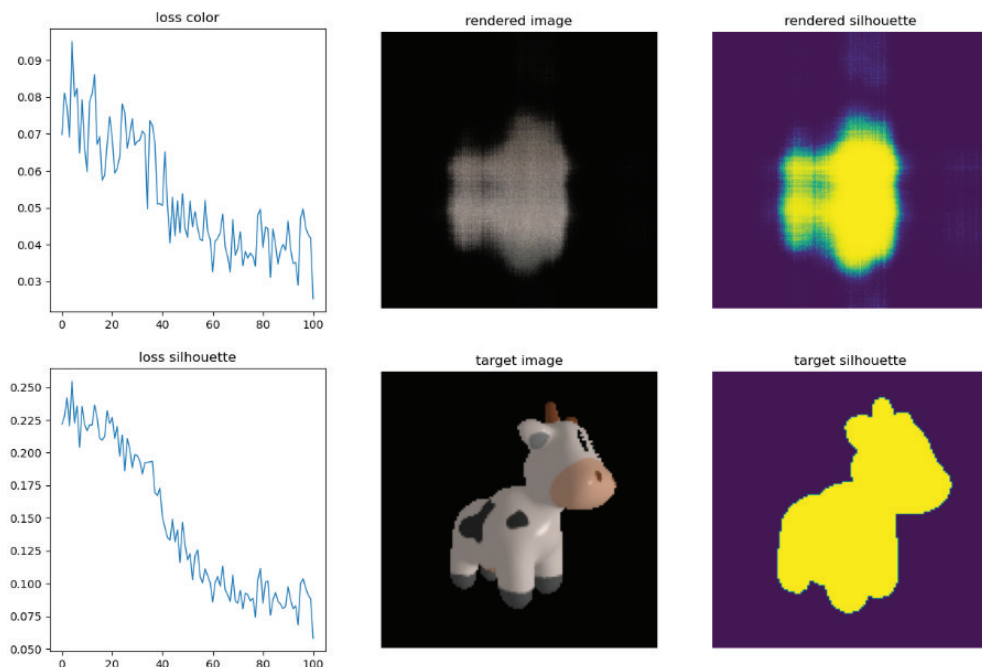 loss color
0.09
0.08
0.07
0.06
0.05
0.04
0.03
0 20 40 60 80 100
rendered image
rendered silhouette
loss silhouette
0.250
0.225
0.200
0.175
0.150
0.125
0.100
0.075
0.050
0 20 40 60 80 100
target image
target silhouette